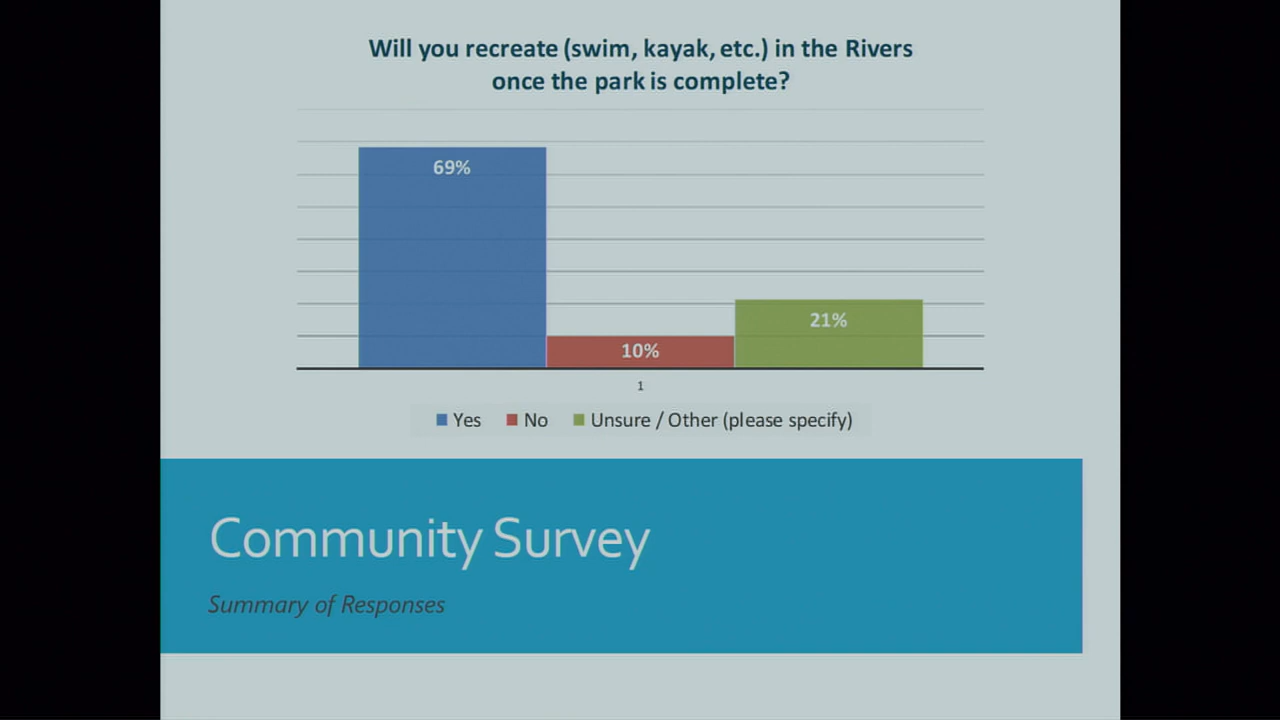 Will you recreate (swim, kayak, etc.) in the Rivers
once the park is complete?
69%
10%
21%
1
Yes No Unsure / Other (please specify)
Community Survey
Summary of Responses